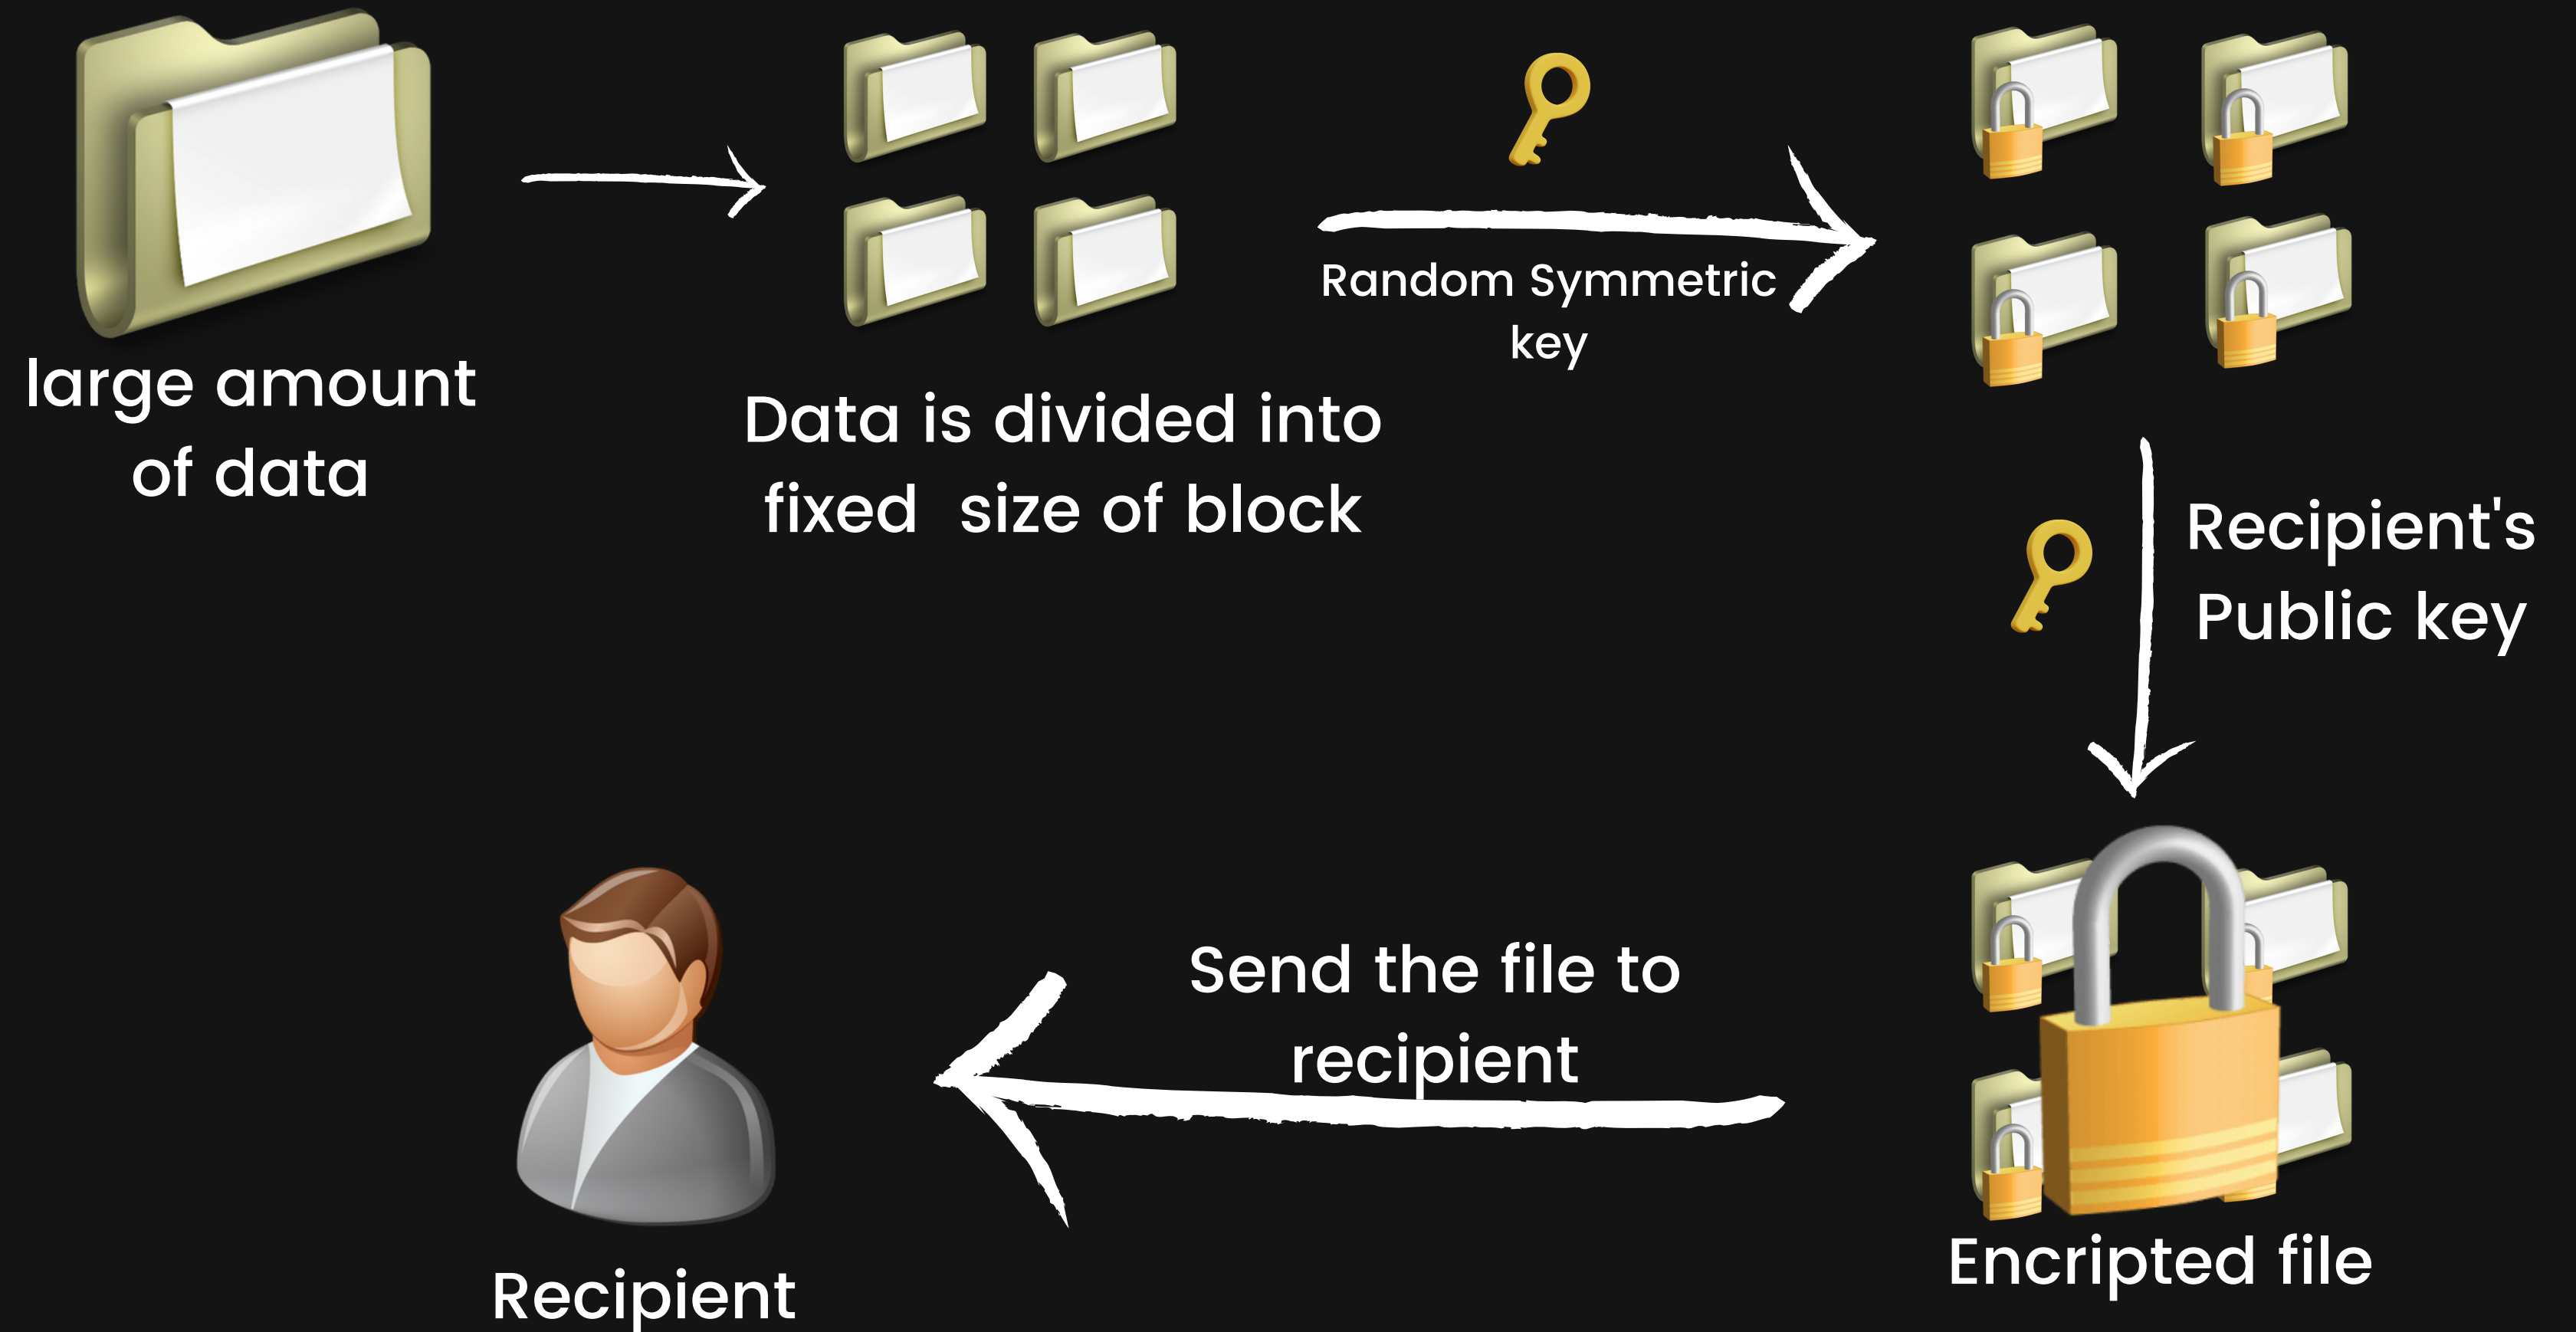 large amount
of data
Data is divided into
fixed  size of block
Random Symmetric
key
Recipient's
Public key
Encripted file
Send the file to
recipient
Recipient